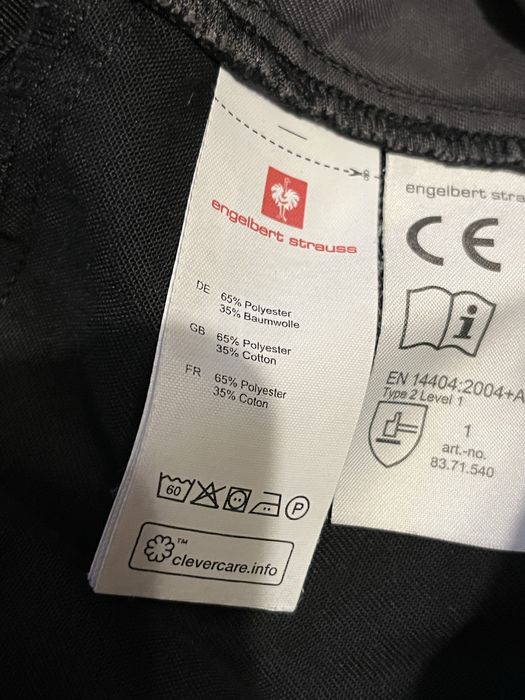 engelbert strauss
DE 65% Polyester
35% Baumwolle
GB 65% Polyester
35% Cotton
FR 65% Polyester
35% Coton
60 P
™
clevercare.info
engelbert stra
CE
i
EN 14404:2004+A
Type 2 Level 1
1
art.-no.
83.71.540